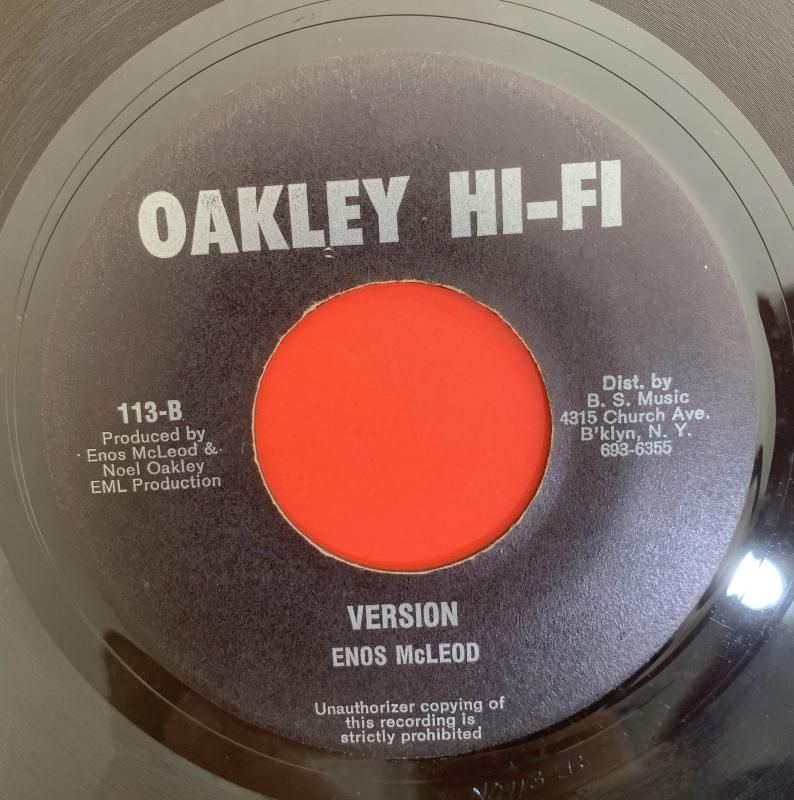 OAKLEY HI-FI
113-B
Produced by
Enos McLeod &
Noel Oakley
EML Production
Dist. by
B. S. Music
4315 Church Ave.
B'klyn, N. Y.
693-6355
VERSION
ENOS McLEOD
Unauthorizer copying of
this recording is
strictly prohibited